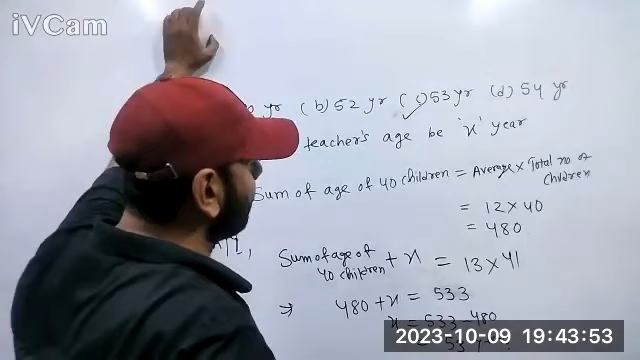 iVCam
yr (b) 52 yr (c) 53 yr (d) 54 yr
teacher's age be 'x' year
Sum of age of 40 children = Average × Total no of children
= 12 × 40
= 480
Sum of age of 40 children + x = 13 × 41
⇒ 480 + x = 533
x = 533 - 480
2023-10-09 19:43:53